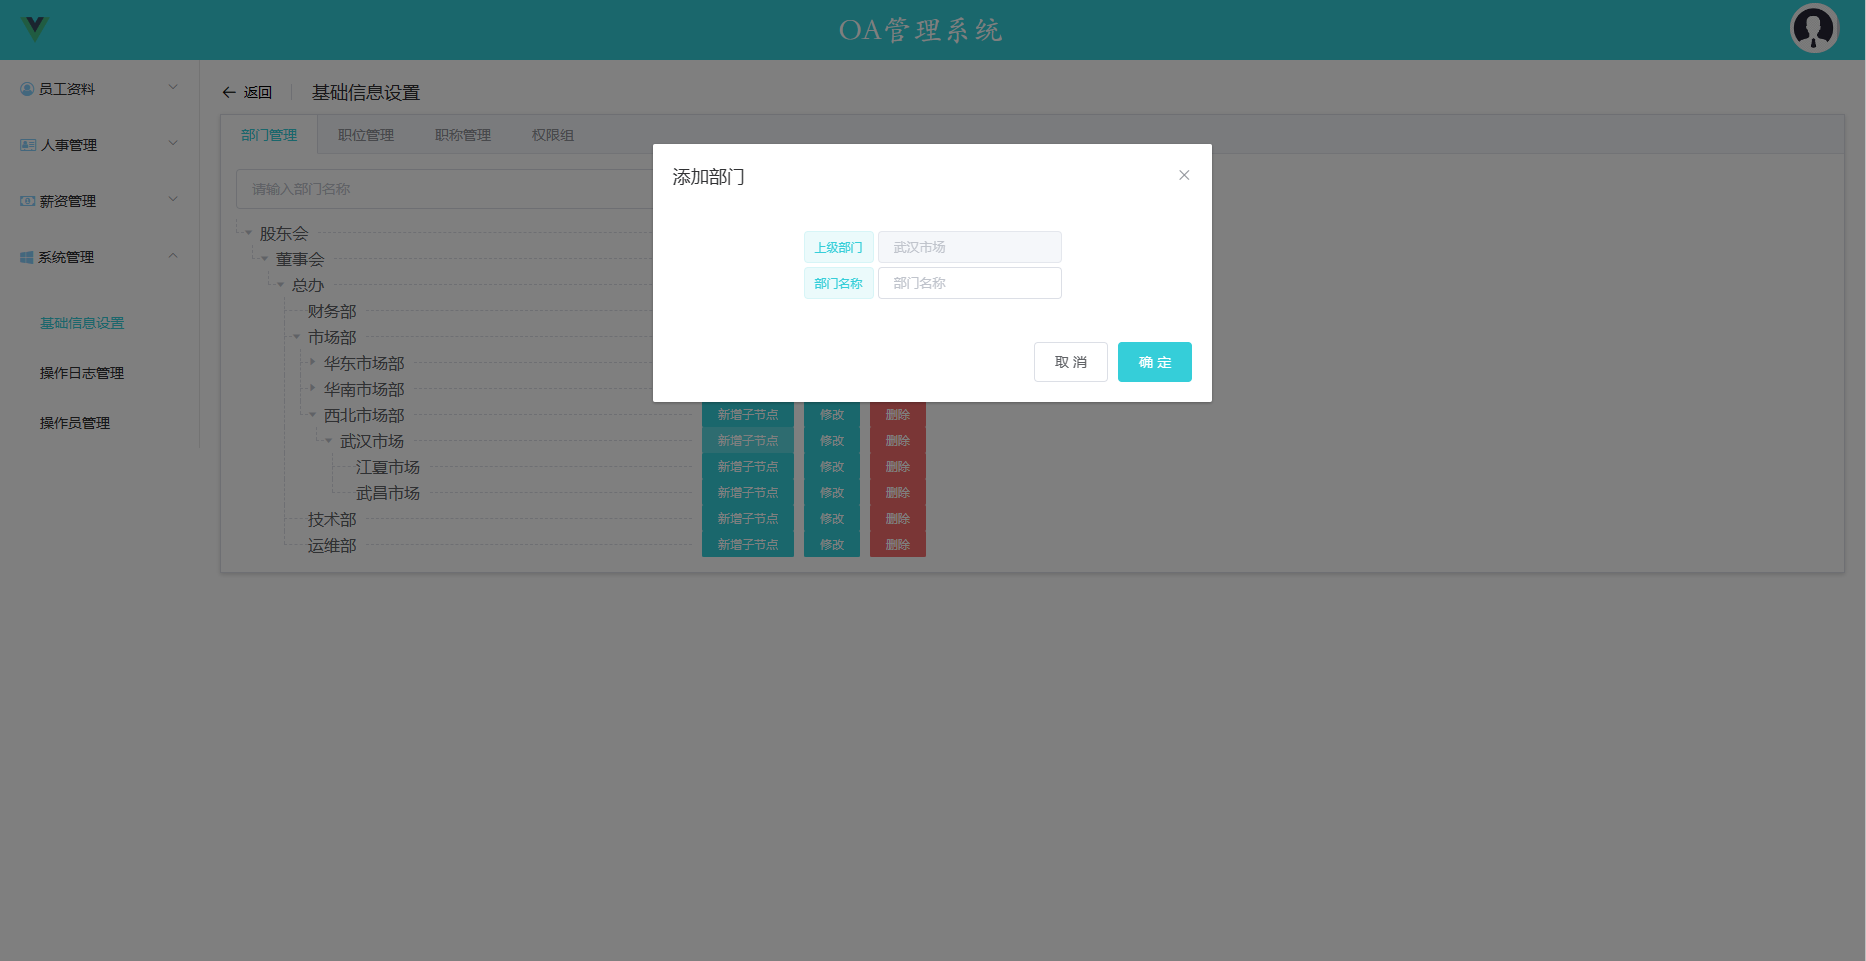 OA管理系统
员工资料
人事管理
薪资管理
系统管理
基础信息设置
操作日志管理
操作员管理
返回 基础信息设置
部门管理 职位管理 职称管理 权限组
请输入部门名称
股东会
董事会
总办
财务部
市场部
华东市场部
华南市场部
西北市场部 新增子节点 修改 删除
武汉市场 新增子节点 修改 删除
江夏市场 新增子节点 修改 删除
武昌市场 新增子节点 修改 删除
技术部 新增子节点 修改 删除
运维部 新增子节点 修改 删除
添加部门
上级部门 武汉市场
部门名称 部门名称
取 消 确 定